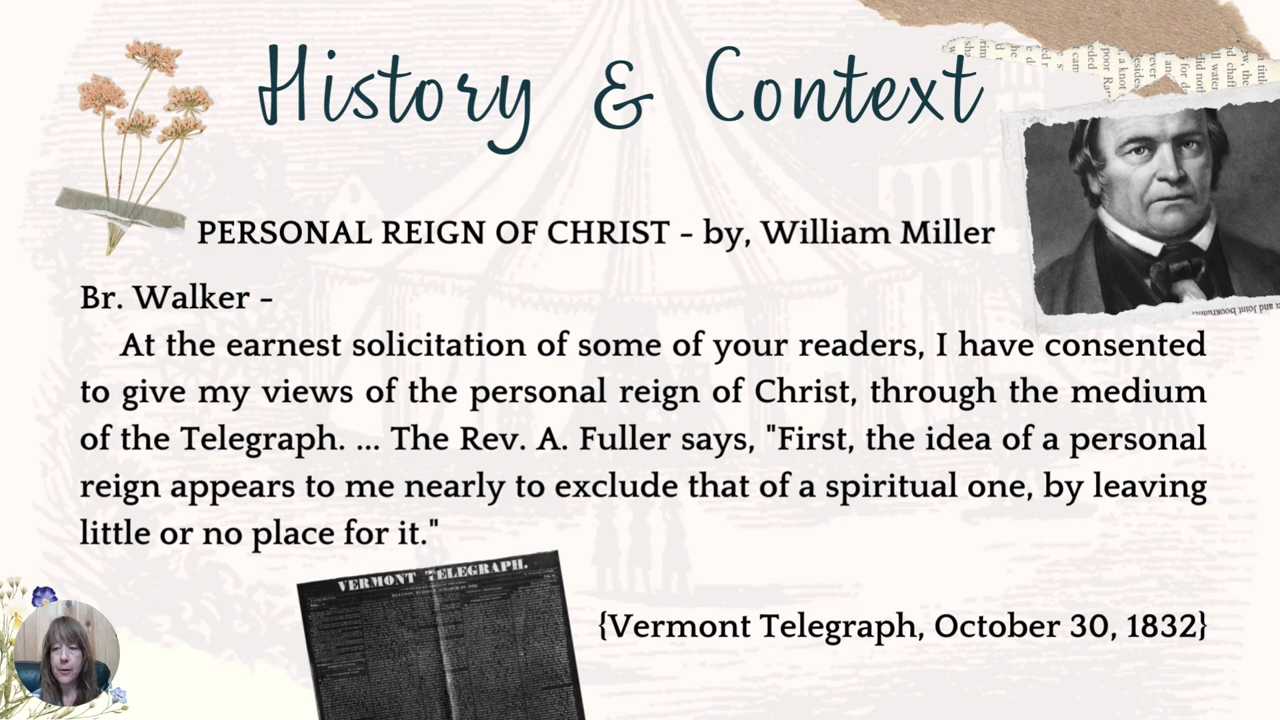 History & Context
PERSONAL REIGN OF CHRIST - by, William Miller
Br. Walker -
At the earnest solicitation of some of your readers, I have consented
to give my views of the personal reign of Christ, through the medium
of the Telegraph. ... The Rev. A. Fuller says, "First, the idea of a personal
reign appears to me nearly to exclude that of a spiritual one, by leaving
little or no place for it."
VERMONT TELEGRAPH.
{Vermont Telegraph, October 30, 1832}